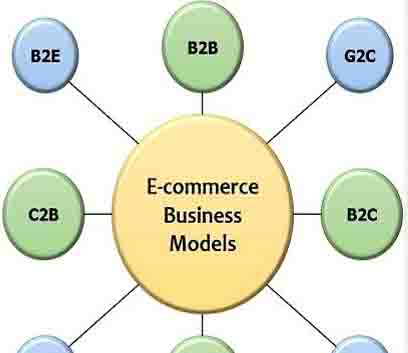 B2E
B2B
G2C
E-commerce
Business
Models
C2B
B2C